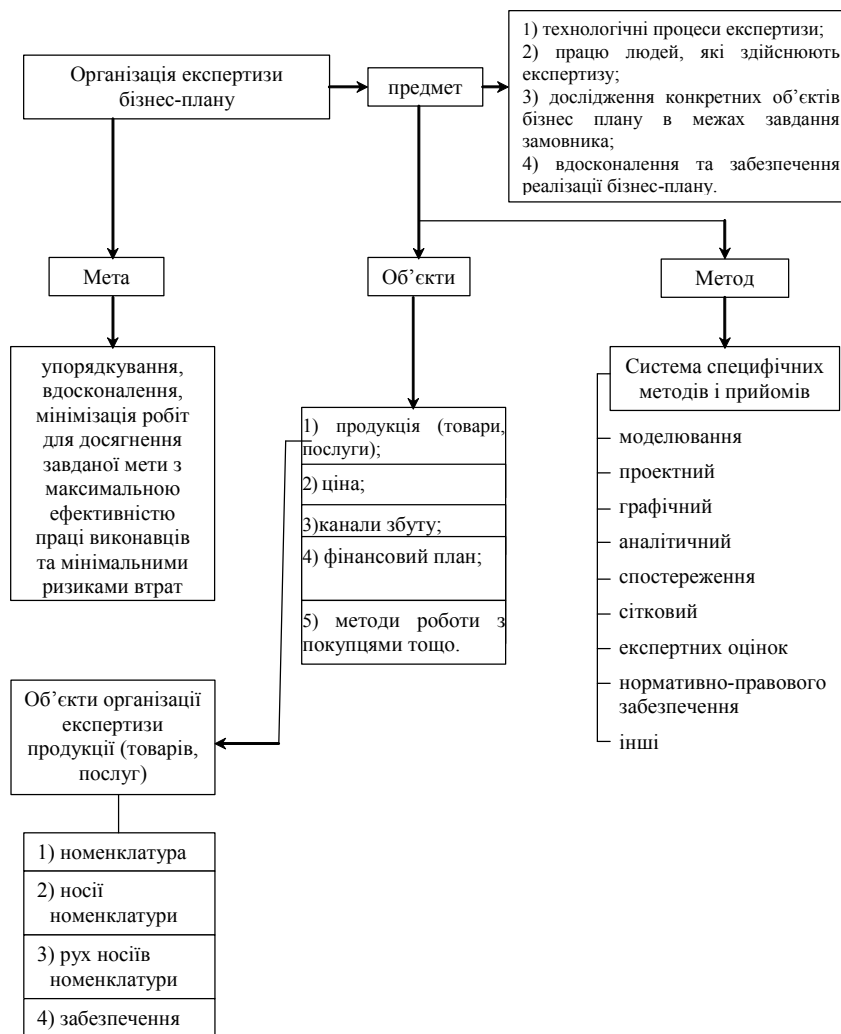 Організація експертизи
бізнес-плану
предмет
1) технологічні процеси експертизи;
2) працю людей, які здійснюють
експертизу;
3) дослідження конкретних об’єктів
бізнес плану в межах завдання
замовника;
4) вдосконалення та забезпечення
реалізації бізнес-плану.
Мета
Об’єкти
Метод
упорядкування,
вдосконалення,
мінімізація робіт
для досягнення
завданої мети з
максимальною
ефективністю
праці виконавців
та мінімальними
ризиками втрат
1) продукція (товари,
послуги);
2) ціна;
3)канали збуту;
4) фінансовий план;
5) методи роботи з
покупцями тощо.
Система специфічних
методів і прийомів
моделювання
проектний
графічний
аналітичний
спостереження
сітковий
експертних оцінок
нормативно-правового
забезпечення
інші
Об’єкти організації
експертизи
продукції (товарів,
послуг)
1) номенклатура
2) носії
номенклатури
3) рух носіїв
номенклатури
4) забезпечення